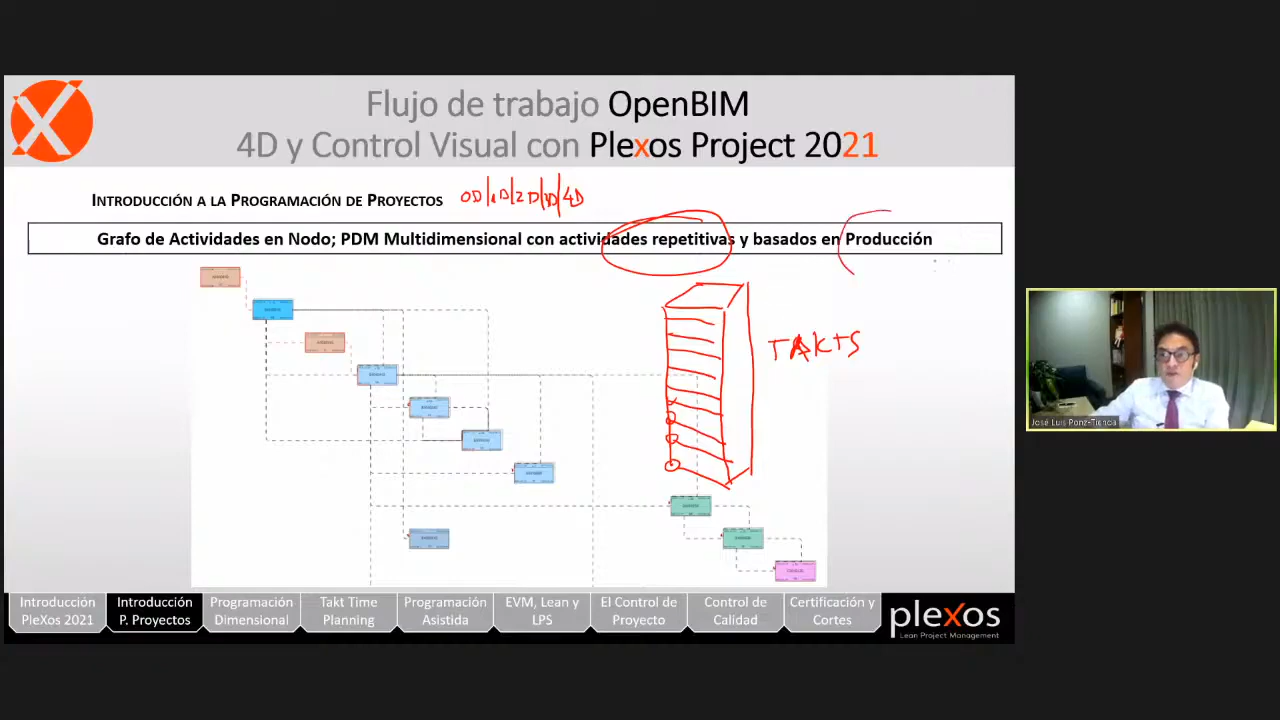 Flujo de trabajo OpenBIM
4D y Control Visual con Plexos Project 2021
INTRODUCCIÓN A LA PROGRAMACIÓN DE PROYECTOS
0D|1D|2D|3D|4D
Grafo de Actividades en Nodo; PDM Multidimensional con actividades repetitivas y basados en Producción
TAKTS
José Luis Ponz-Tienda
Introducción PleXos 2021
Introducción P. Proyectos
Programación Dimensional
Takt Time Planning
Programación Asistida
EVM, Lean y LPS
El Control de Proyecto
Control de Calidad
Certificación y Cortes
plexos
Lean Project Management